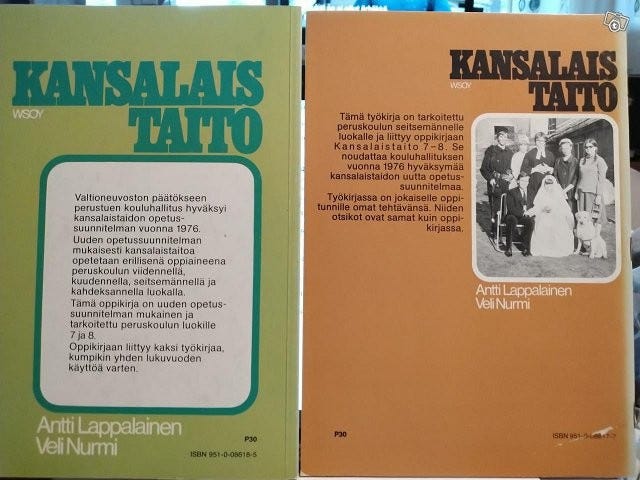 KANSALAIS
WSOY
TAITO
Valtioneuvoston päätökseen
perustuen kouluhallitus hyväksyi
kansalaistaidon opetus-
suunnitelman vuonna 1976.
Uuden opetussuunnitelman
mukaisesti kansalaistaitoa
opetetaan erillisenä oppiaineena
peruskoulun viidennellä,
kuudennella, seitsemännellä ja
kahdeksannella luokalla.
Tämä oppikirja on uuden opetus-
suunnitelman mukainen ja
tarkoitettu peruskoulun luokille
7 ja 8.
Oppikirjaan liittyy kaksi työkirjaa,
kumpikin yhden lukuvuoden
käyttöä varten.
Antti Lappalainen
Veli Nurmi
P30
ISBN 951-0-08618-5
KANSALAIS
WSOY
TAITO
Tämä työkirja on tarkoitettu
peruskoulun seitsemännelle
luokalle ja liittyy oppikirjaan
Kansalaistaito 7–8. Se
noudattaa kouluhallituksen
vuonna 1976 hyväksymää
kansalaistaidon uutta opetus-
suunnitelmaa.
Työkirjassa on jokaiselle oppi-
tunnille omat tehtävänsä. Niiden
otsikot ovat samat kuin oppi-
kirjassa.
Antti Lappalainen
Veli Nurmi
P30
ISBN